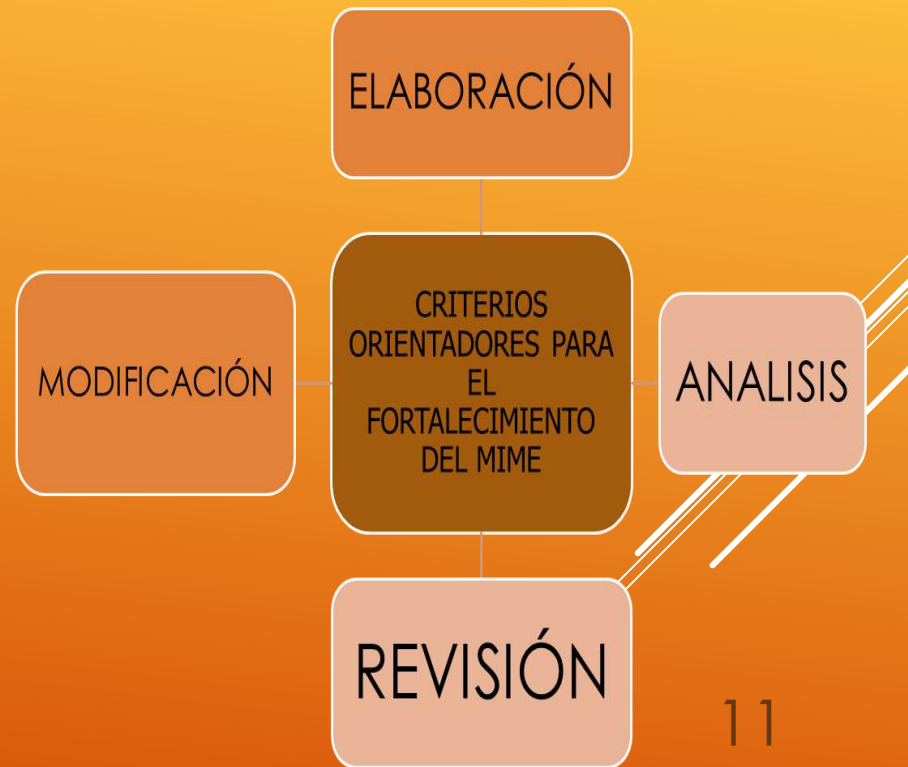 ELABORACIÓN
MODIFICACIÓN
CRITERIOS
ORIENTADORES PARA
EL
FORTALECIMIENTO
DEL MIME
ANALISIS
REVISIÓN
11